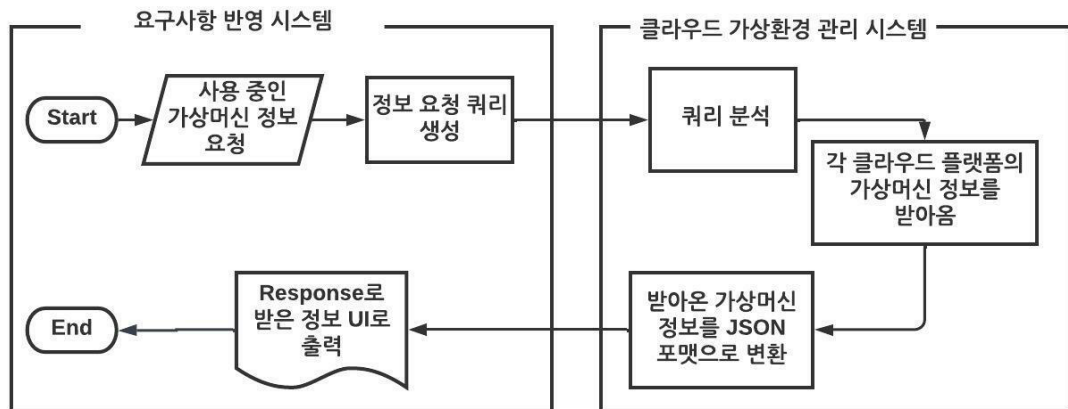 요구사항 반영 시스템
클라우드 가상환경 관리 시스템
Start
사용 중인
가상머신 정보
요청
정보 요청 쿼리
생성
쿼리 분석
각 클라우드 플랫폼의
가상머신 정보를
받아옴
받아온 가상머신
정보를 JSON
포맷으로 변환
Response로
받은 정보 UI로
출력
End